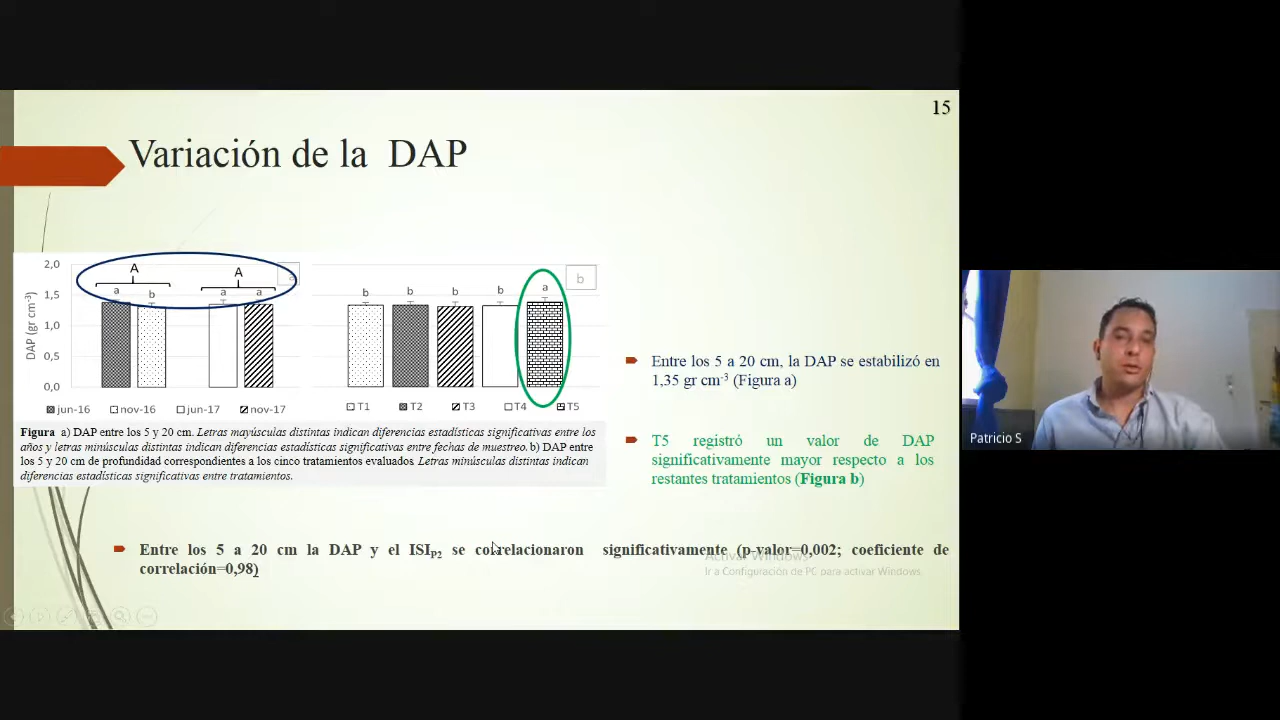 15
Variación de la DAP
2,0
1,5
1,0
0,5
0,0
DAP (gr cm-3)
A
A
a
b
a
a
jun-16
nov-16
jun-17
nov-17
b
b
b
b
b
a
T1
T2
T3
T4
T5
Figura a) DAP entre los 5 y 20 cm. Letras mayúsculas distintas indican diferencias estadísticas significativas entre los
años y letras minúsculas distintas indican diferencias estadísticas significativas entre fechas de muestreo. b) DAP entre
los 5 y 20 cm de profundidad correspondientes a los cinco tratamientos evaluados. Letras minúsculas distintas indican
diferencias estadísticas significativas entre tratamientos.
Entre los 5 a 20 cm, la DAP se estabilizó en
1,35 gr cm-3 (Figura a)
T5 registró un valor de DAP
significativamente mayor respecto a los
restantes tratamientos (Figura b)
Entre los 5 a 20 cm la DAP y el ISIP2 se correlacionaron significativamente (p-valor=0,002; coeficiente de
correlación=0,98)
Activar Windows
Ir a Configuración de PC para activar Windows.
Patricio S